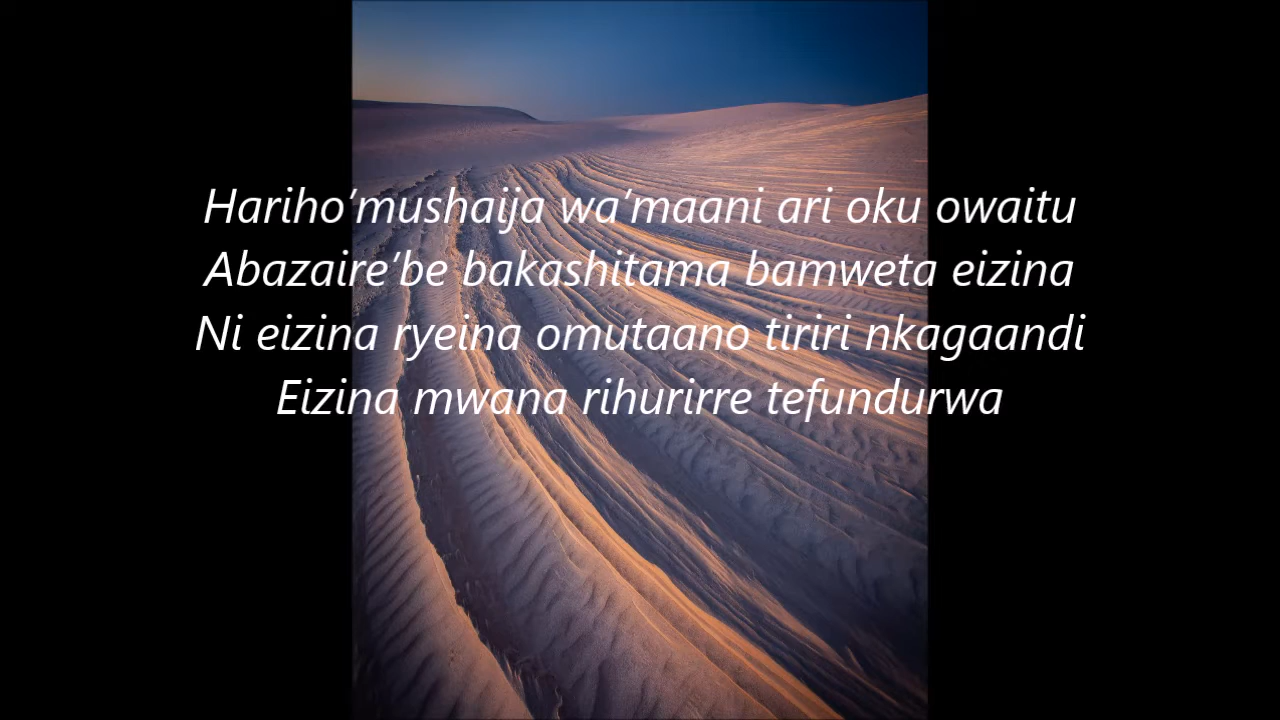 Hariho’mushaija wa’maani ari oku owaitu
Abazaire’be bakashitama bamweta eizina
Ni eizina ryeina omutaano tiriri nkagaandi
Eizina mwana rihurirre tefundurwa